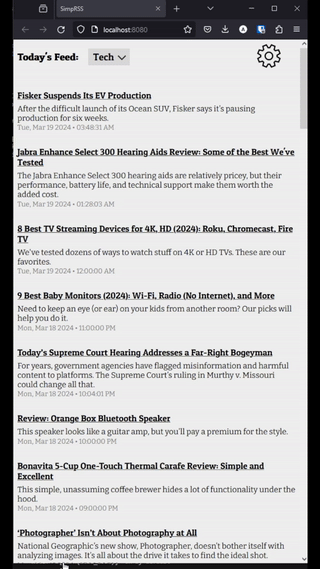 SimpRSS
localhost:8080
Today's Feed: Tech
Fisker Suspends Its EV Production
After the difficult launch of its Ocean SUV, Fisker says it's pausing
production for six weeks.
Tue, Mar 19 2024 • 03:48:31 AM
Jabra Enhance Select 300 Hearing Aids Review: Some of the Best We've
Tested
The Jabra Enhance Select 300 hearing aids are relatively pricey, but their
performance, battery life, and technical support make them worth the
added cost.
Tue, Mar 19 2024 • 01:28:03 AM
8 Best TV Streaming Devices for 4K, HD (2024): Roku, Chromecast, Fire
TV
We've tested dozens of ways to watch stuff on 4K or HD TVs. These are our
favorites.
Tue, Mar 19 2024 • 12:00:00 AM
9 Best Baby Monitors (2024): Wi-Fi, Radio (No Internet), and More
Need to keep an eye (or ear) on your kids from another room? Our picks will
help you do it.
Mon, Mar 18 2024 • 11:00:00 PM
Today's Supreme Court Hearing Addresses a Far-Right Bogeyman
For years, government agencies have flagged misinformation and harmful
content to platforms. The Supreme Court's ruling in Murthy v. Missouri
could change all that.
Mon, Mar 18 2024 • 10:04:01 PM
Review: Orange Box Bluetooth Speaker
This speaker looks like a guitar amp, but you'll pay a premium for the style.
Mon, Mar 18 2024 • 10:00:00 PM
Bonavita 5-Cup One-Touch Thermal Carafe Review: Simple and
Excellent
This simple, unassuming coffee brewer hides a lot of functionality under the
hood.
Mon, Mar 18 2024 • 09:00:00 PM
'Photographer' Isn't About Photography at All
National Geographic's new show, Photographer, doesn't bother itself with
analyzing images. It's all about the drive it takes to find the ideal shot.